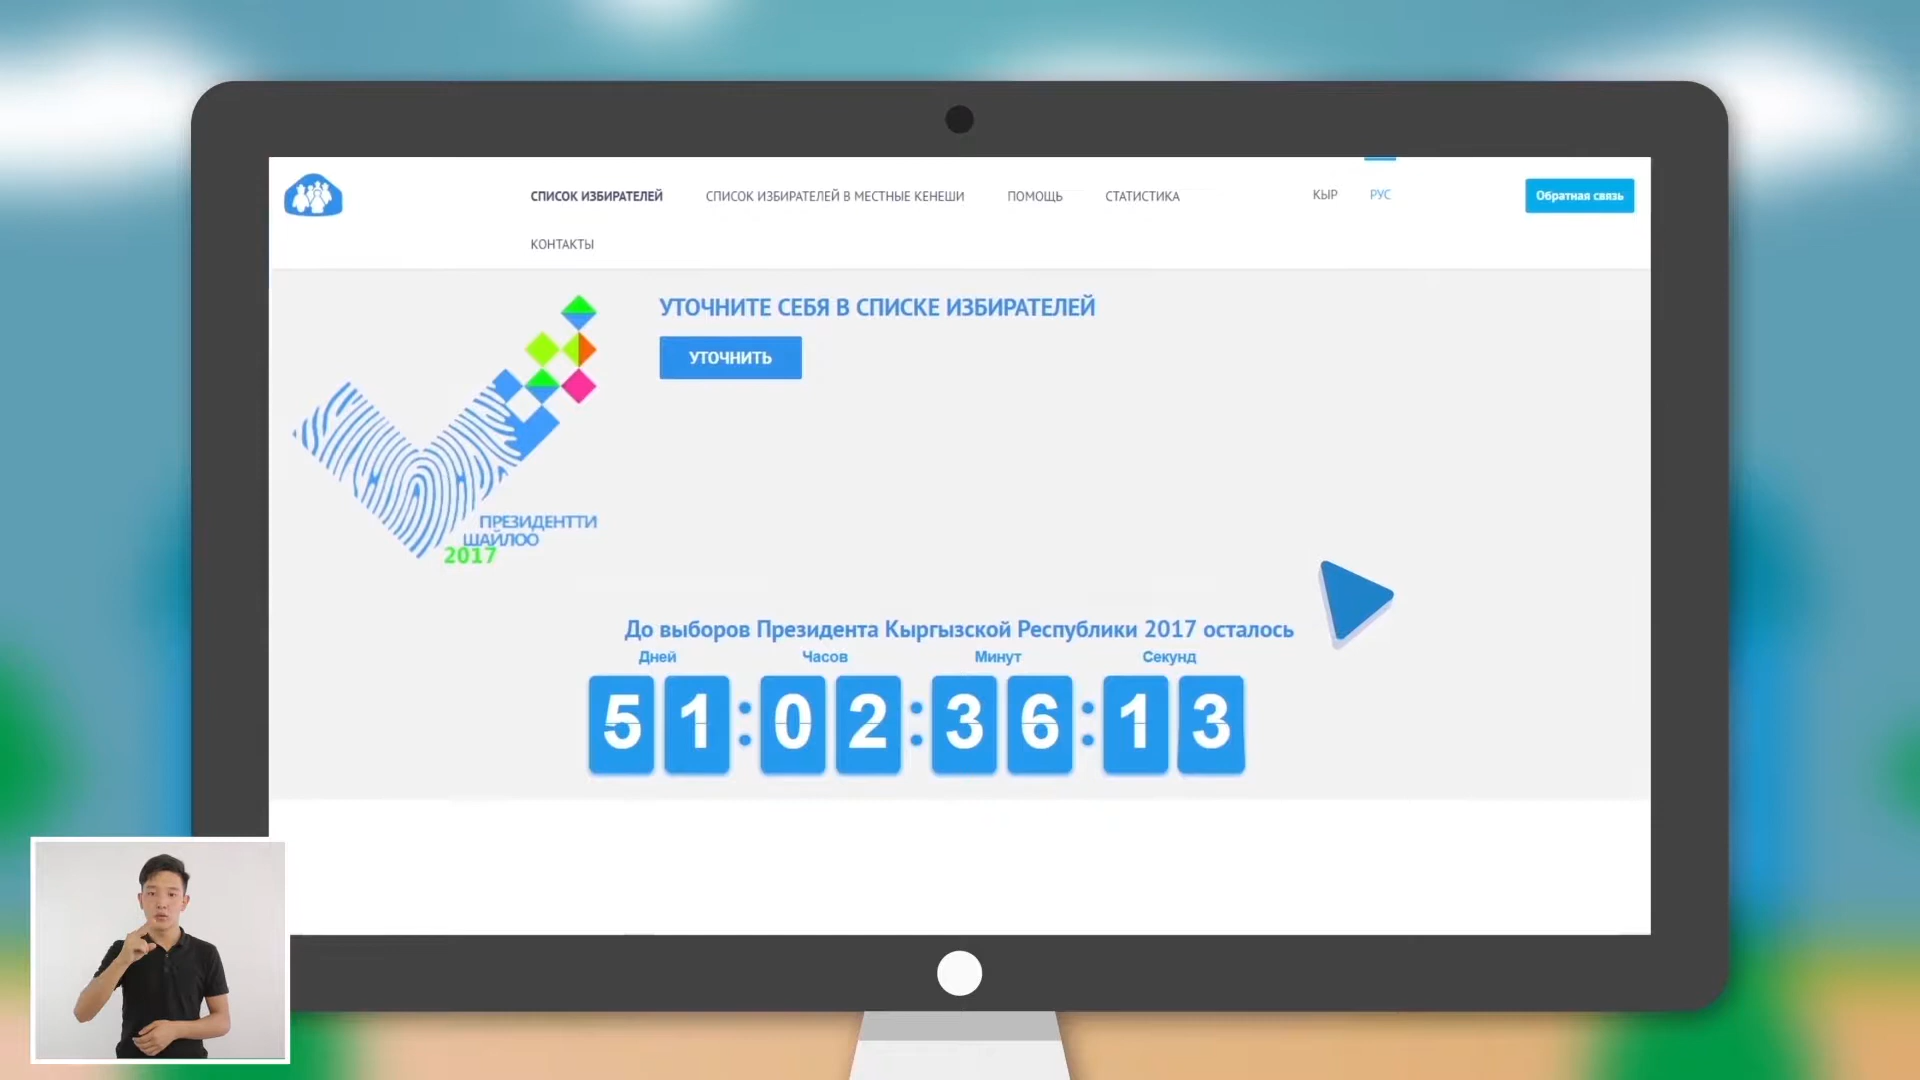 СПИСОК ИЗБИРАТЕЛЕЙ СПИСОК ИЗБИРАТЕЛЕЙ В МЕСТНЫЕ КЕНЕШИ ПОМОЩЬ СТАТИСТИКА КЫР РУС Обратная связь
КОНТАКТЫ
УТОЧНИТЕ СЕБЯ В СПИСКЕ ИЗБИРАТЕЛЕЙ
УТОЧНИТЬ
ПРЕЗИДЕНТТИ
ШАЙЛОО
2017
До выборов Президента Кыргызской Республики 2017 осталось
Дней Часов Минут Секунд
51:02:36:13